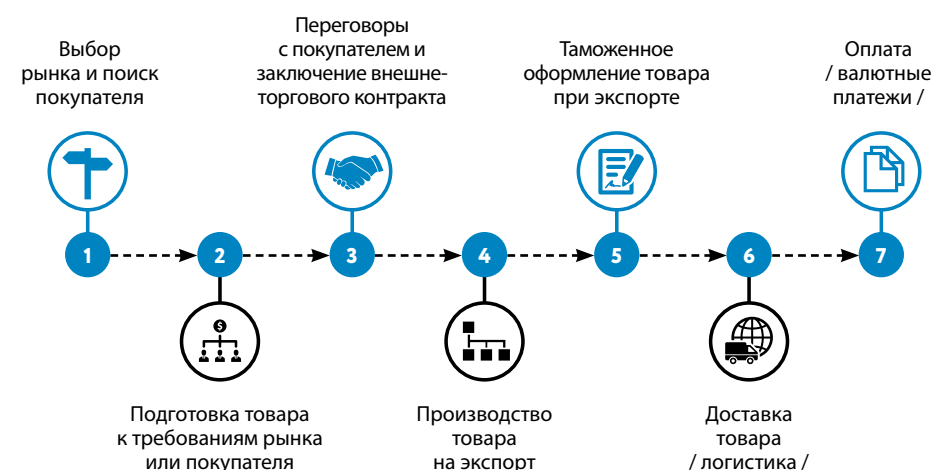 Выбор
рынка и поиск
покупателя
Переговоры
с покупателем и
заключение внешне-
торгового контракта
Таможенное
оформление товара
при экспорте
Оплата
/ валютные
платежи /
1
2
3
4
5
6
7
$
Подготовка товара
к требованиям рынка
или покупателя
Производство
товара
на экспорт
Доставка
товара
/ логистика /